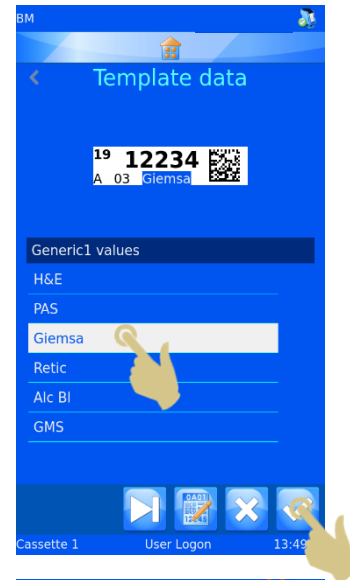 BM
Template data
19 12234
A 03 Giemsa
Generic1 values
H&E
PAS
Giemsa
Retic
Alc Bl
GMS
Cassette 1 User Logon 13:49